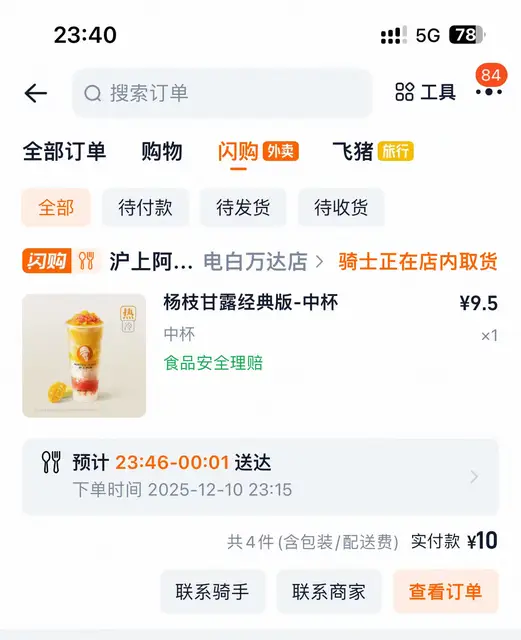 23:40 5G 78
搜索订单 工具 84
全部订单 购物 闪购 外卖 飞猪 旅行
全部 待付款 待发货 待收货
闪购 沪上阿... 电白万达店 骑士正在店内取货
杨枝甘露经典版-中杯 ¥9.5
热
冷
中杯 ×1
食品安全理赔
预计 23:46-00:01 送达
下单时间 2025-12-10 23:15
共4件(含包装/配送费) 实付款 ¥10
联系骑手 联系商家 查看订单